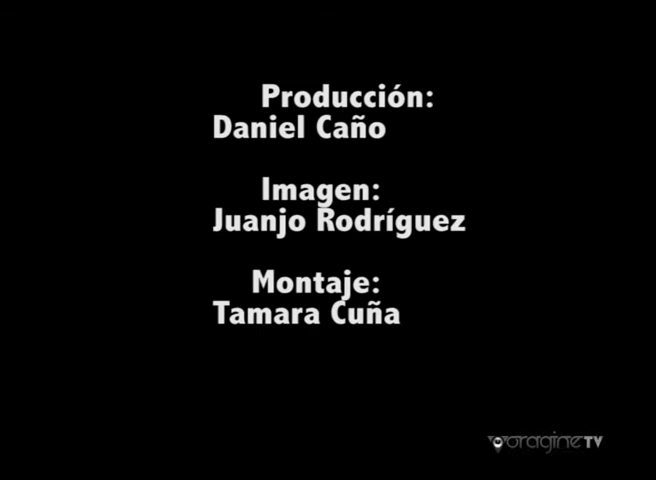 Producción:
Daniel Caño
Imagen:
Juanjo Rodríguez
Montaje:
Tamara Cuña
voragineTV